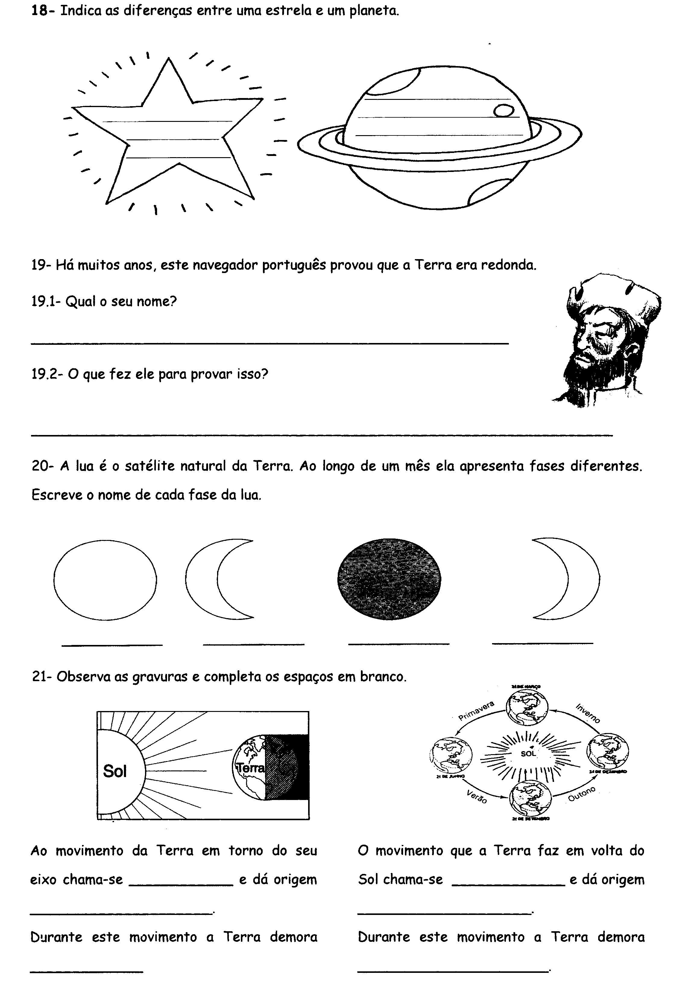 18- Indica as diferenças entre uma estrela e um planeta.
19- Há muitos anos, este navegador português provou que a Terra era redonda.
19.1- Qual o seu nome?
19.2- O que fez ele para provar isso?
20- A lua é o satélite natural da Terra. Ao longo de um mês ela apresenta fases diferentes.
Escreve o nome de cada fase da lua.
21- Observa as gravuras e completa os espaços em branco.
Sol
Terra
21 DE MARÇO
Primavera
Inverno
SOL
21 DE JUNHO
21 DE DEZEMBRO
Verão
Outono
21 DE SETEMBRO
Ao movimento da Terra em torno do seu
eixo chama-se ______________ e dá origem
______________.
Durante este movimento a Terra demora
______________
O movimento que a Terra faz em volta do
Sol chama-se ______________ e dá origem
______________.
Durante este movimento a Terra demora
______________.